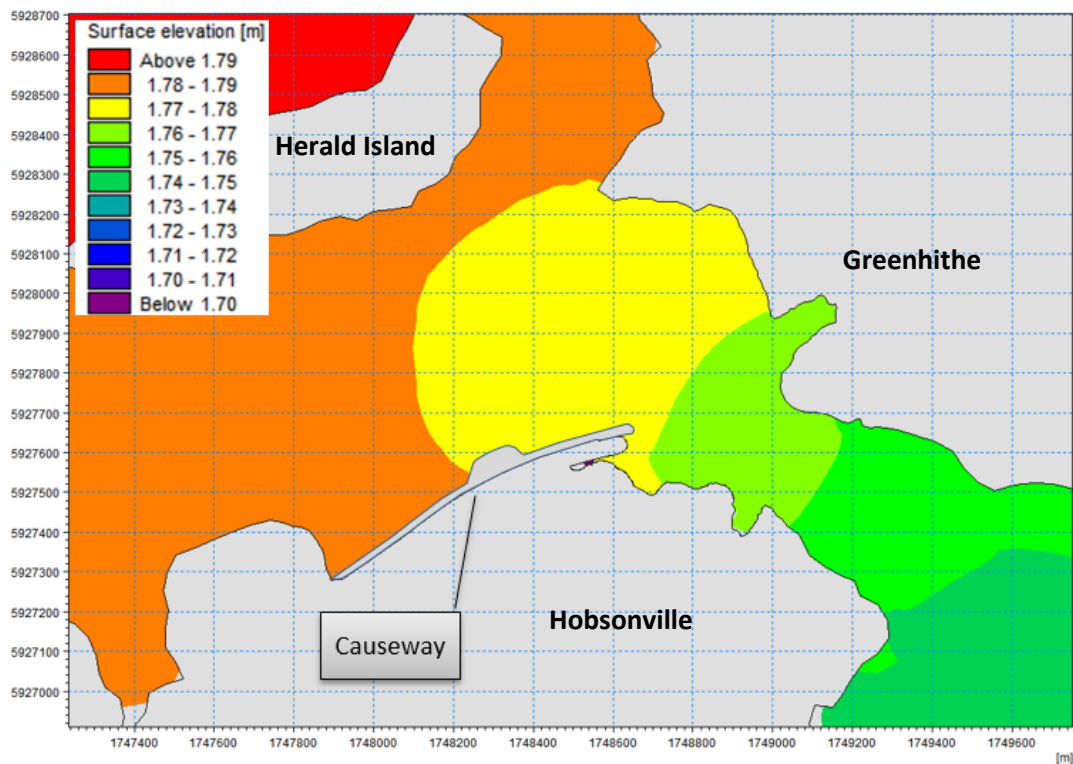 Surface elevation [m]
Above 1.79
1.78 - 1.79
1.77 - 1.78
1.76 - 1.77
1.75 - 1.76
1.74 - 1.75
1.73 - 1.74
1.72 - 1.73
1.71 - 1.72
1.70 - 1.71
Below 1.70
5928700
5928600
5928500
5928400
5928300
5928200
5928100
5928000
5927900
5927800
5927700
5927600
5927500
5927400
5927300
5927200
5927100
5927000
Herald Island
Greenhithe
Hobsonville
Causeway
1747400 1747600 1747800 1748000 1748200 1748400 1748600 1748800 1749000 1749200 1749400 1749600
[m]